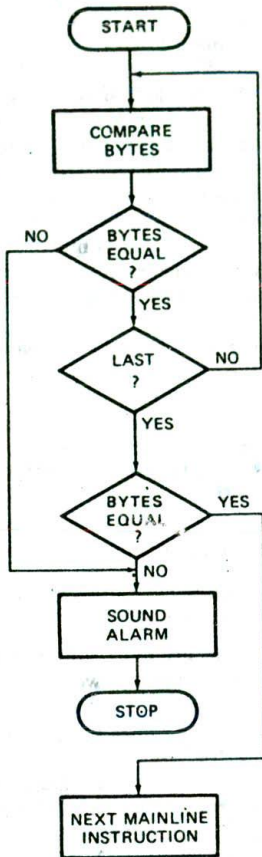 START
COMPARE
BYTES
NO
BYTES
EQUAL
?
YES
LAST
?
NO
YES
BYTES
EQUAL
?
YES
NO
SOUND
ALARM
STOP
NEXT MAINLINE
INSTRUCTION